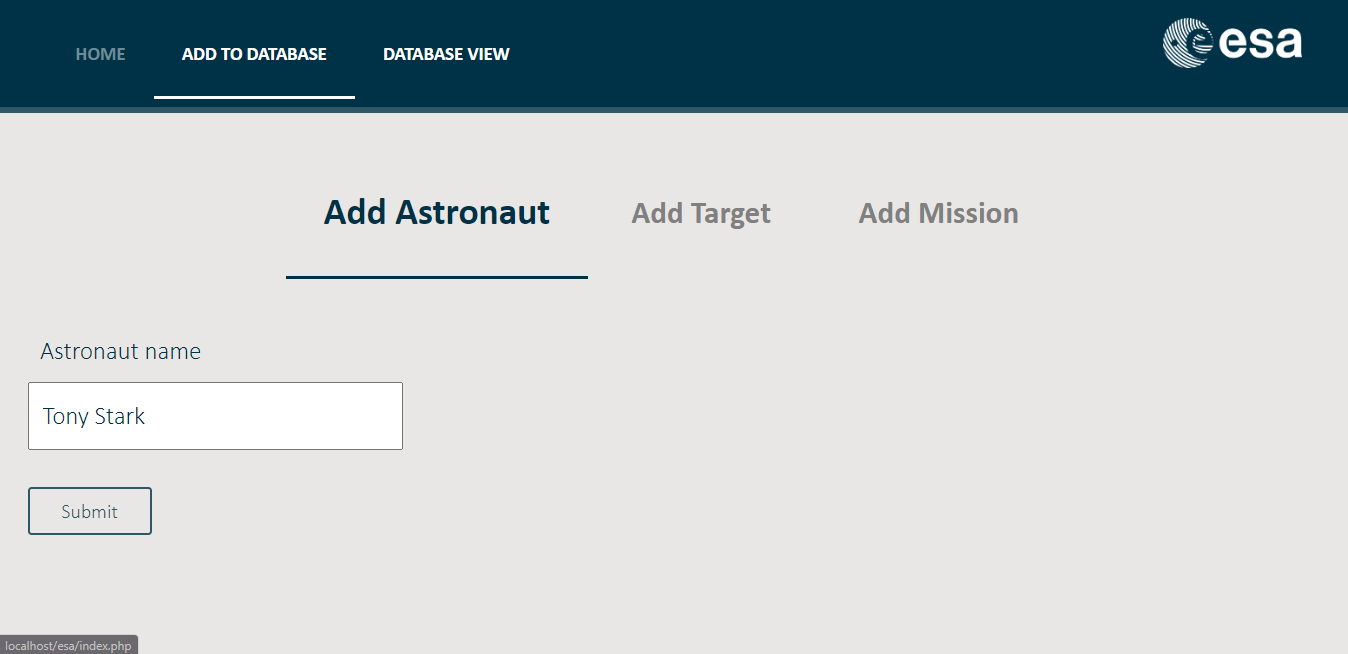 HOME ADD TO DATABASE DATABASE VIEW esa
Add Astronaut Add Target Add Mission
Astronaut name
Tony Stark
Submit
localhost/esa/index.php